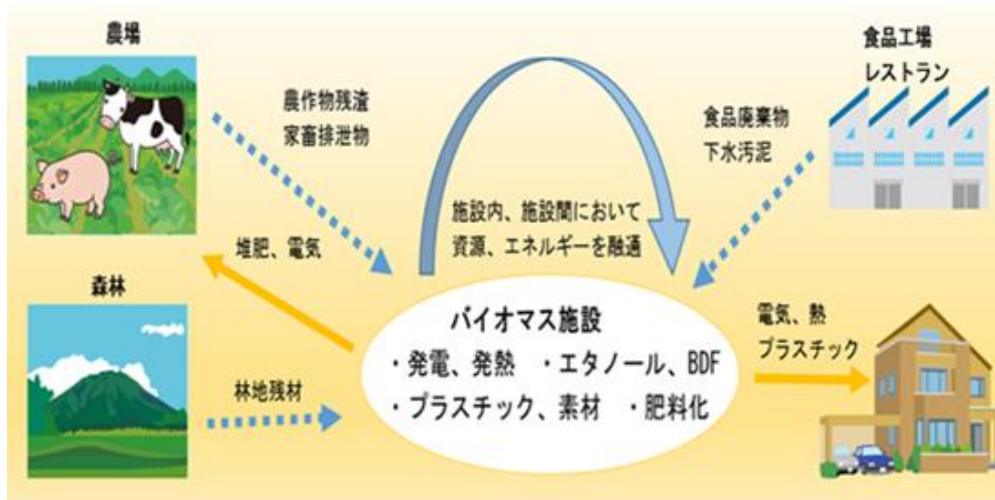 農場
食品工場
レストラン
農作物残渣
家畜排泄物
食品廃棄物
下水汚泥
施設内、施設間において
資源、エネルギーを融通
堆肥、電気
森林
バイオマス施設
・発電、発熱 ・エタノール、BDF
・プラスチック、素材 ・肥料化
電気、熱
プラスチック
林地残材